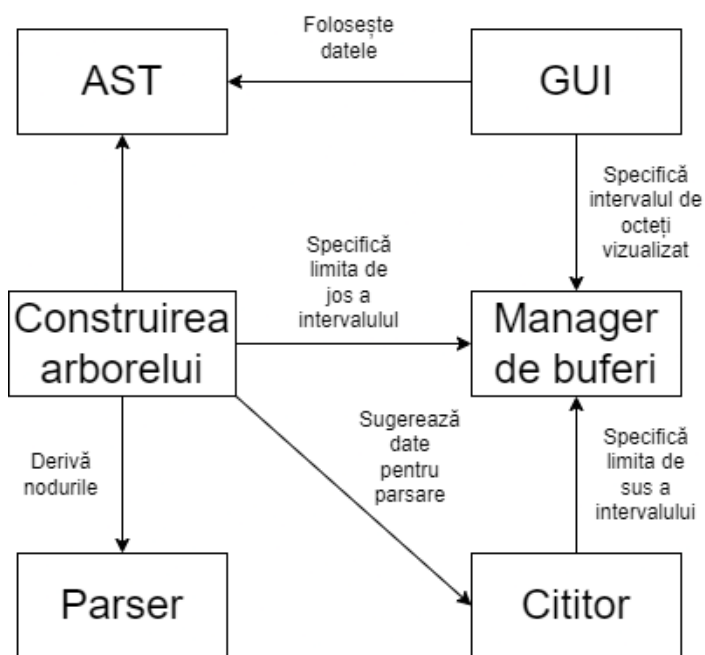 Folosește
datele
AST
GUI
Specifică
intervalul de
octeți
vizualizat
Specifică
limita de
jos a
intervalulul
Construirea
arborelui
Manager
de buferi
Sugerează
date
pentru
parsare
Derivă
nodurile
Specifică
limita de
sus a
intervalului
Parser
Cititor